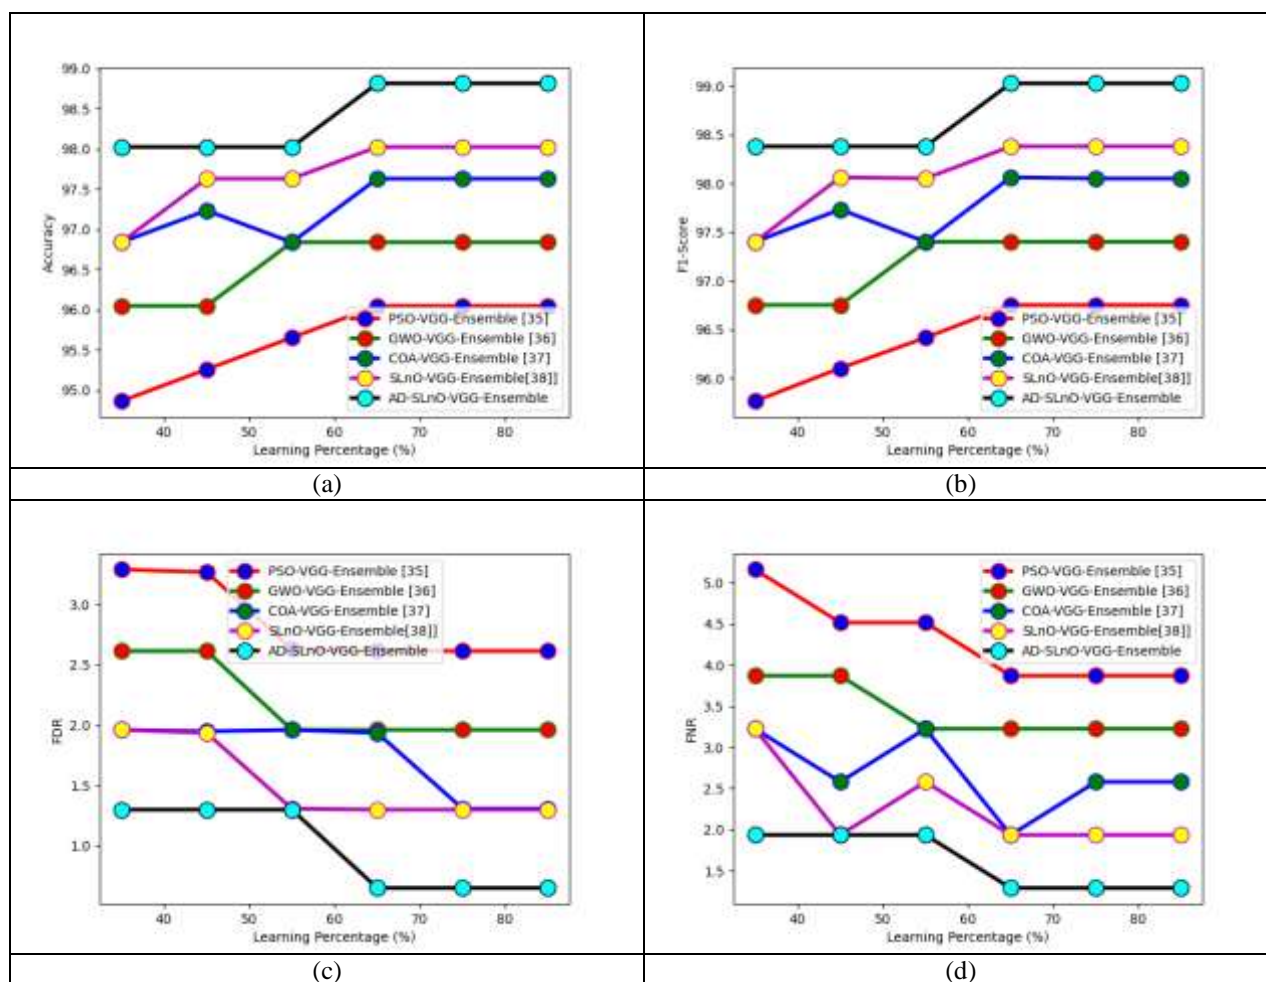 99.0
98.5
98.0
97.5
97.0
96.5
96.0
95.5
95.0
Accuracy
PSO-VGG-Ensemble [35]
GWO-VGG-Ensemble [36]
COA-VGG-Ensemble [37]
SLnO-VGG-Ensemble[38]]
AD-SLnO-VGG-Ensemble
40 50 60 70 80
Learning Percentage (%)
(a)
99.0
98.5
98.0
97.5
97.0
96.5
96.0
F1-Score
PSO-VGG-Ensemble [35]
GWO-VGG-Ensemble [36]
COA-VGG-Ensemble [37]
SLnO-VGG-Ensemble[38]]
AD-SLnO-VGG-Ensemble
40 50 60 70 80
Learning Percentage (%)
(b)
3.0
2.5
2.0
1.5
1.0
FDR
PSO-VGG-Ensemble [35]
GWO-VGG-Ensemble [36]
COA-VGG-Ensemble [37]
SLnO-VGG-Ensemble[38]]
AD-SLnO-VGG-Ensemble
40 50 60 70 80
Learning Percentage (%)
(c)
5.0
4.5
4.0
3.5
3.0
2.5
2.0
1.5
FNR
PSO-VGG-Ensemble [35]
GWO-VGG-Ensemble [36]
COA-VGG-Ensemble [37]
SLnO-VGG-Ensemble[38]]
AD-SLnO-VGG-Ensemble
40 50 60 70 80
Learning Percentage (%)
(d)